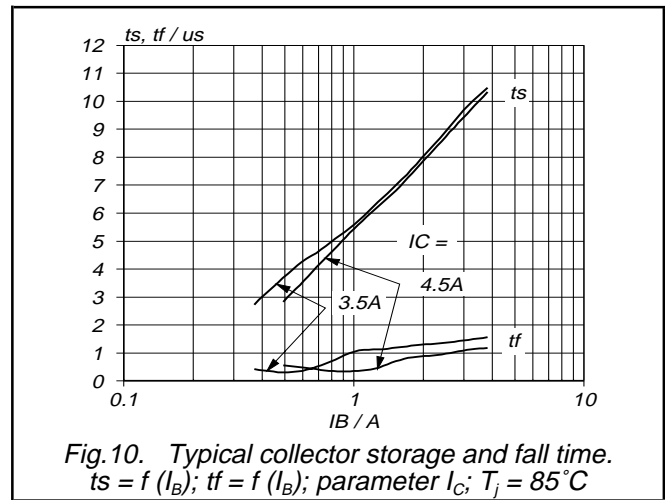 ts, tf / us
12
11
10
9
8
7
6
5
4
3
2
1
0
ts
IC =
4.5A
3.5A
tf
0.1 1 10
IB / A
Fig.10. Typical collector storage and fall time.
ts = f (IB); tf = f (IB); parameter IC; Tj = 85˚C